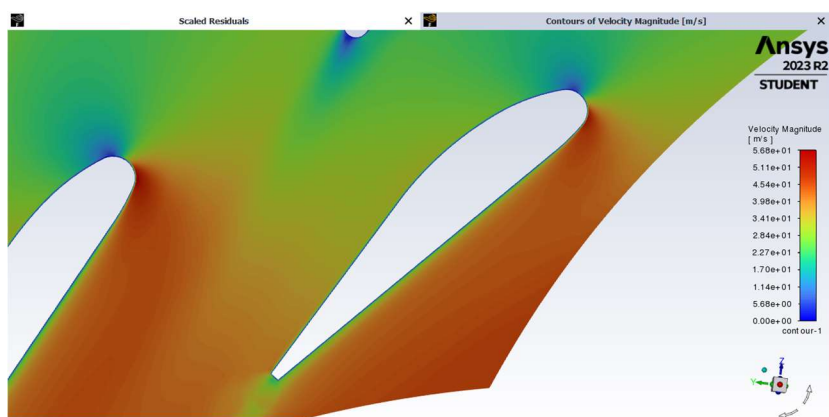 Scaled Residuals
Contours of Velocity Magnitude [m/s]
Ansys
2023 R2
STUDENT
Velocity Magnitude
[ m/s ]
5.68e+01
5.11e+01
4.54e+01
3.98e+01
3.41e+01
2.84e+01
2.27e+01
1.70e+01
1.14e+01
5.68e+00
0.00e+00
contour-1
Z
Y